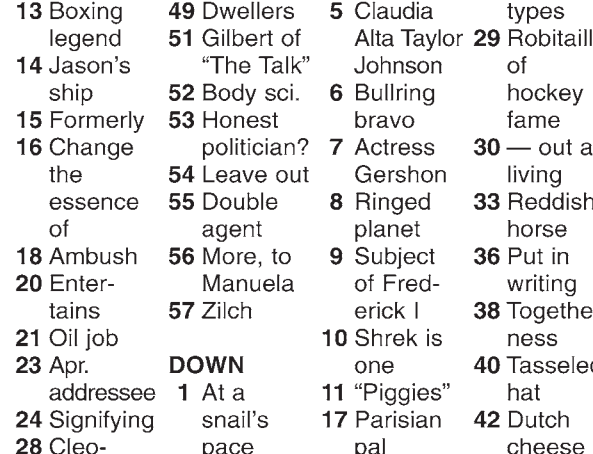 13 Boxing
legend
14 Jason's
ship
15 Formerly
16 Change
the
essence
of
18 Ambush
20 Enter-
tains
21 Oil job
23 Apr.
addressee
24 Signifying
28 Cleo-
49 Dwellers
51 Gilbert of
"The Talk"
52 Body sci.
53 Honest
politician?
54 Leave out
55 Double
agent
56 More, to
Manuela
57 Zilch
DOWN
1 At a
snail's
pace
5 Claudia
Alta Taylor
Johnson
6 Bullring
bravo
7 Actress
Gershon
8 Ringed
planet
9 Subject
of Fred-
erick I
10 Shrek is
one
11 "Piggies"
17 Parisian
pal
types
29 Robitaill
of
hockey
fame
30 — out a
living
33 Reddish
horse
36 Put in
writing
38 Togethe
ness
40 Tasseled
hat
42 Dutch
cheese